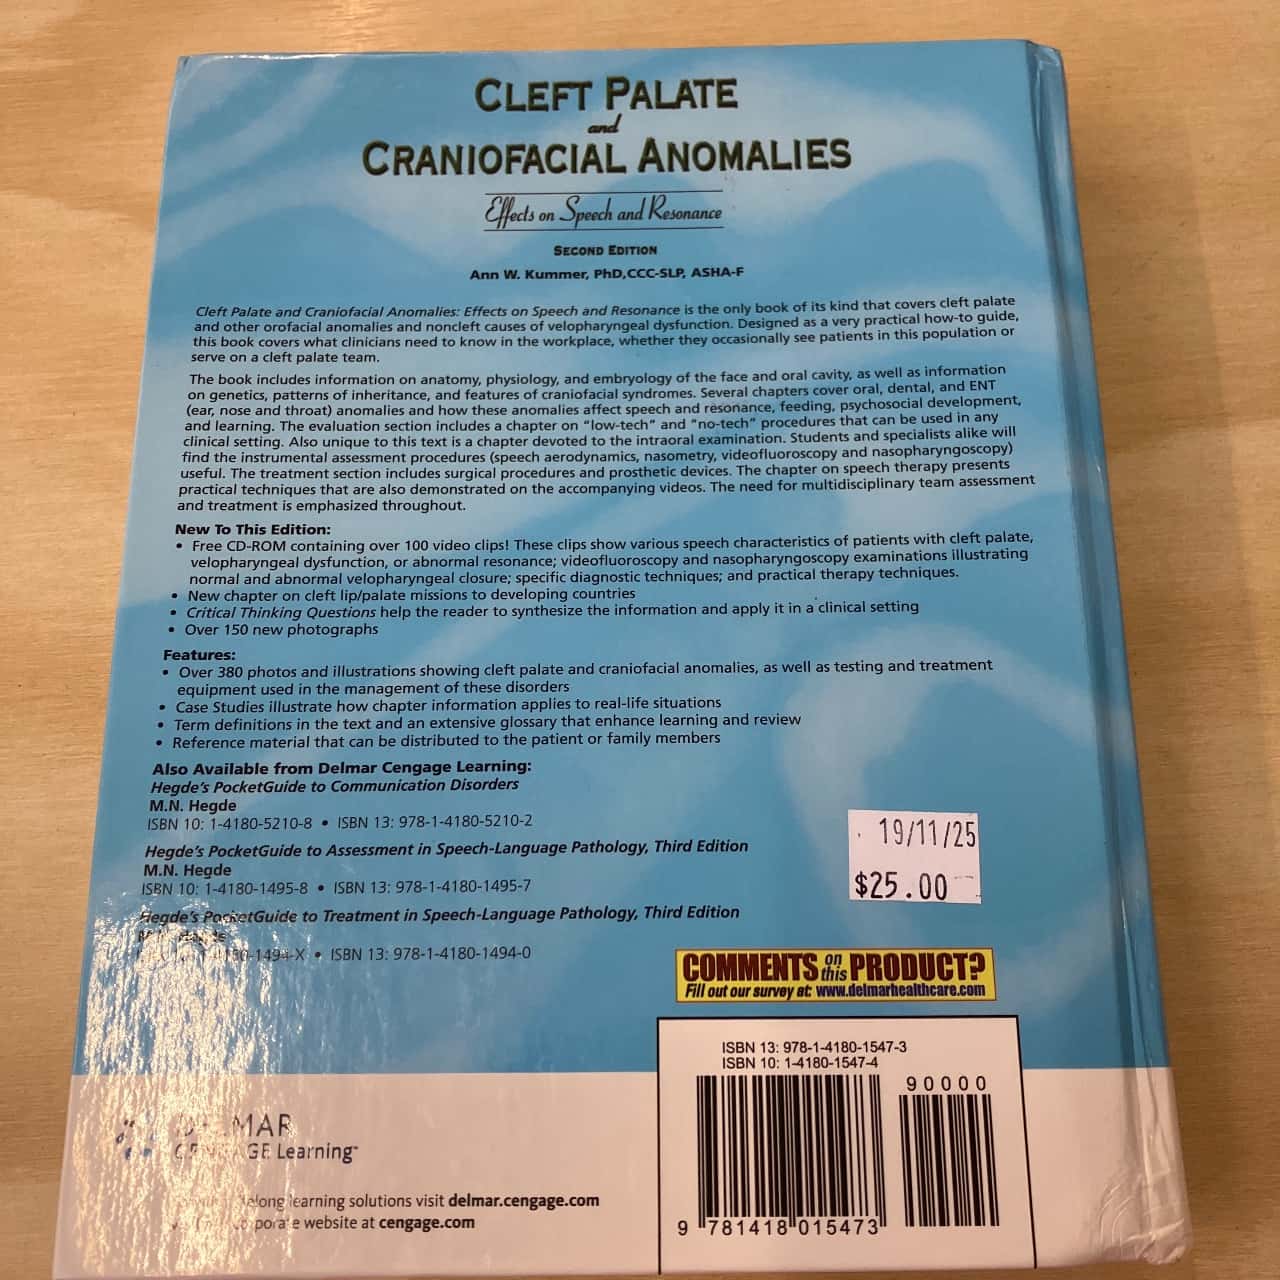 CLEFT PALATE
and
CRANIOFACIAL ANOMALIES
Effects on Speech and Resonance
SECOND EDITION
Ann W. Kummer, PhD,CCC-SLP, ASHA-F
Cleft Palate and Craniofacial Anomalies: Effects on Speech and Resonance is the only book of its kind that covers cleft palate
and other orofacial anomalies and noncleft causes of velopharyngeal dysfunction. Designed as a very practical how-to guide,
this book covers what clinicians need to know in the workplace, whether they occasionally see patients in this population or
serve on a cleft palate team.
The book includes information on anatomy, physiology, and embryology of the face and oral cavity, as well as information
on genetics, patterns of inheritance, and features of craniofacial syndromes. Several chapters cover oral, dental, and ENT
(ear, nose and throat) anomalies and how these anomalies affect speech and resonance, feeding, psychosocial development,
and learning. The evaluation section includes a chapter on “low-tech” and “no-tech” procedures that can be used in any
clinical setting. Also unique to this text is a chapter devoted to the intraoral examination. Students and specialists alike will
find the instrumental assessment procedures (speech aerodynamics, nasometry, videofluoroscopy and nasopharyngoscopy)
useful. The treatment section includes surgical procedures and prosthetic devices. The chapter on speech therapy presents
practical techniques that are also demonstrated on the accompanying videos. The need for multidisciplinary team assessment
and treatment is emphasized throughout.
New To This Edition:
• Free CD-ROM containing over 100 video clips! These clips show various speech characteristics of patients with cleft palate,
velopharyngeal dysfunction, or abnormal resonance; videofluoroscopy and nasopharyngoscopy examinations illustrating
normal and abnormal velopharyngeal closure; specific diagnostic techniques; and practical therapy techniques.
• New chapter on cleft lip/palate missions to developing countries
• Critical Thinking Questions help the reader to synthesize the information and apply it in a clinical setting
• Over 150 new photographs
Features:
• Over 380 photos and illustrations showing cleft palate and craniofacial anomalies, as well as testing and treatment
equipment used in the management of these disorders
• Case Studies illustrate how chapter information applies to real-life situations
• Term definitions in the text and an extensive glossary that enhance learning and review
• Reference material that can be distributed to the patient or family members
Also Available from Delmar Cengage Learning:
Hegde's PocketGuide to Communication Disorders
M.N. Hegde
ISBN 10: 1-4180-5210-8 • ISBN 13: 978-1-4180-5210-2
Hegde's PocketGuide to Assessment in Speech-Language Pathology, Third Edition
M.N. Hegde
ISBN 10: 1-4180-1495-8 • ISBN 13: 978-1-4180-1495-7
Hegde's PocketGuide to Treatment in Speech-Language Pathology, Third Edition
• ISBN 13: 978-1-4180-1494-0
19/11/25
$25.00
COMMENTS on this PRODUCT?
Fill out our survey at: www.delmarhealthcare.com
ISBN 13: 978-1-4180-1547-3
ISBN 10: 1-4180-1547-4
90000
9 781418 015473
DELMAR
CENGAGE Learning™
learning solutions visit delmar.cengage.com
corporate website at cengage.com